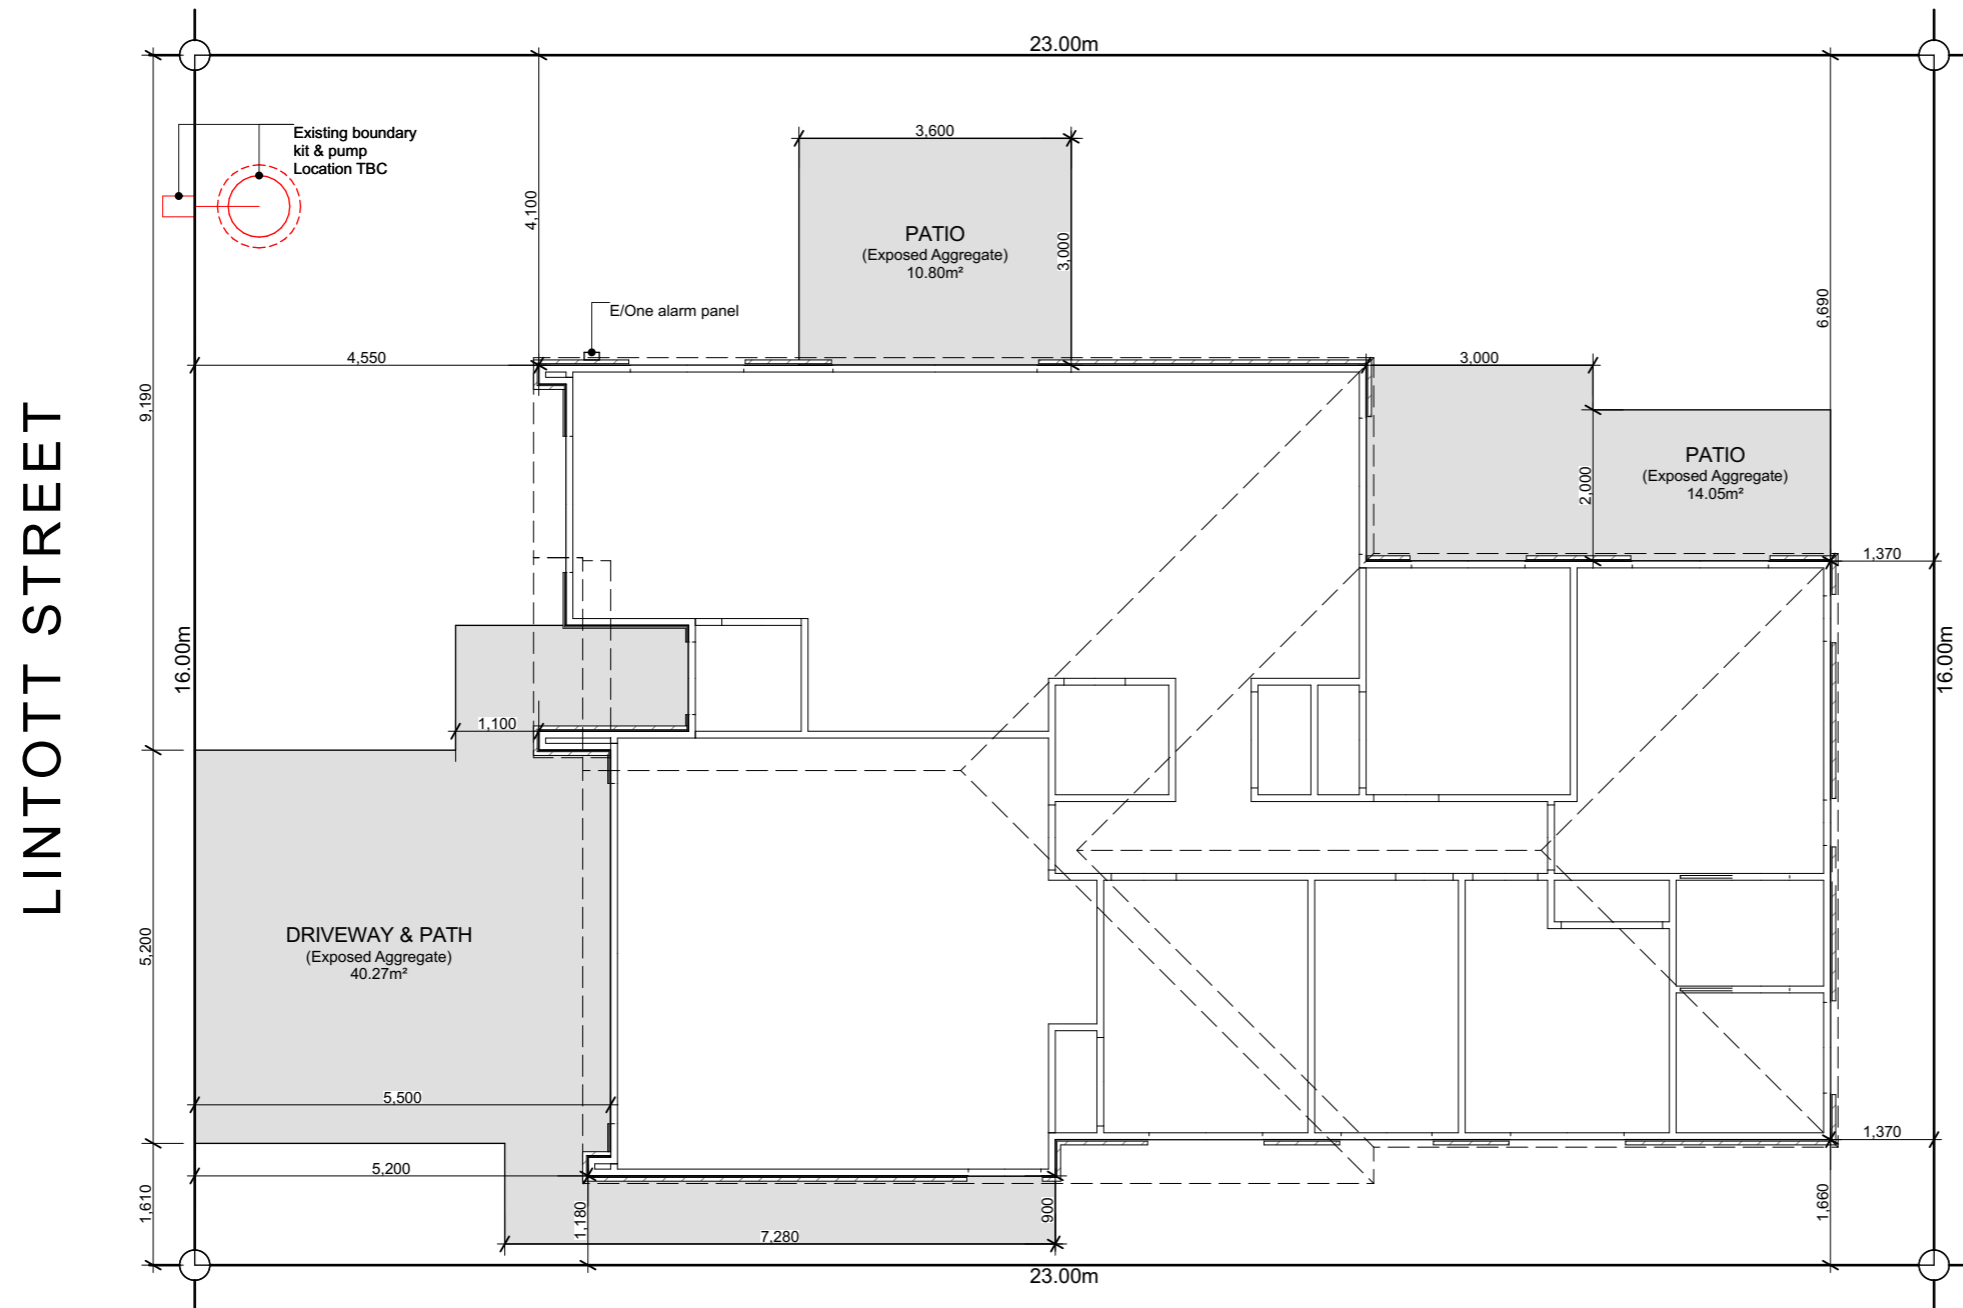 23.00m
Existing boundary
kit & pump
Location TBC
3,600
4,100
PATIO
(Exposed Aggregate)
10.80m²
3,000
E/One alarm panel
6,690
4,550
3,000
9,190
PATIO
(Exposed Aggregate)
14.05m²
2,000
1,370
LINTOTT STREET
16.00m
16.00m
1,100
5,200
DRIVEWAY & PATH
(Exposed Aggregate)
40.27m²
5,500
1,370
5,200
1,610
1,180
900
1,660
7,280
23.00m